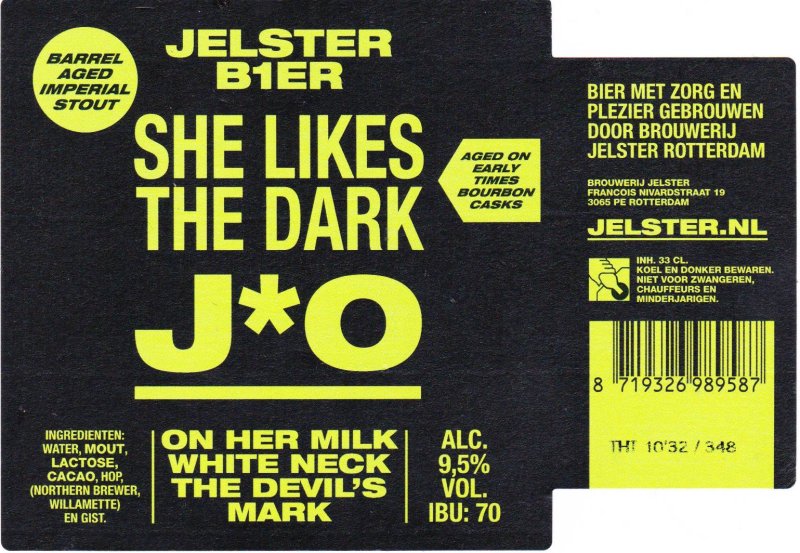 BARREL
AGED
IMPERIAL
STOUT
JELSTER
B1ER
SHE LIKES
THE DARK
J*O
AGED ON
EARLY
TIMES
BOURBON
CASKS
INGREDIENTEN:
WATER, MOUT,
LACTOSE,
CACAO, HOP,
(NORTHERN BREWER,
WILLAMETTE)
EN GIST.
ON HER MILK
WHITE NECK
THE DEVIL'S
MARK
ALC.
9,5%
VOL.
IBU: 70
BIER MET ZORG EN
PLEZIER GEBROUWEN
DOOR BROUWERIJ
JELSTER ROTTERDAM
BROUWERIJ JELSTER
FRANCOIS NIVARDSTRAAT 19
3065 PE ROTTERDAM
JELSTER.NL
INH. 33 CL.
KOEL EN DONKER BEWAREN.
NIET VOOR ZWANGEREN,
CHAUFFEURS EN
MINDERJARIGEN.
8 719326 989587
THT 10'32 / 348